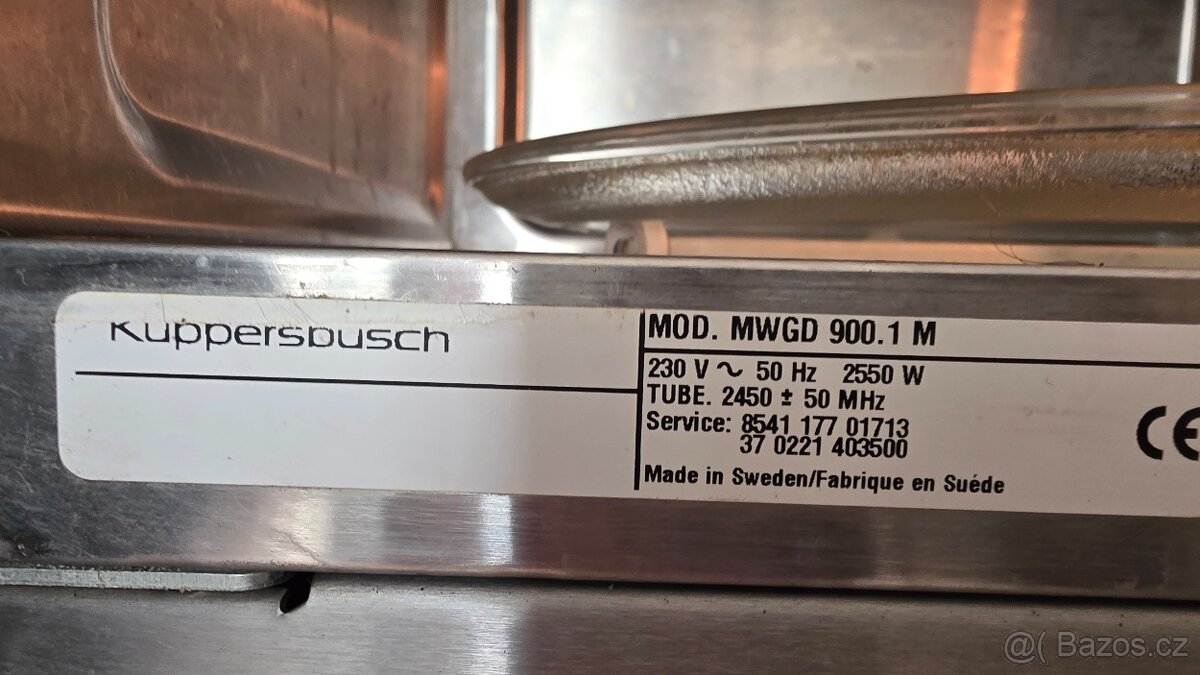 Kuppersbusch
MOD. MWGD 900.1 M
230 V ~ 50 Hz 2550 W
TUBE. 2450 ± 50 MHz
Service: 8541 177 01713
37 0221 403500
Made in Sweden/Fabrique en Suéde
CE
@( Bazos.cz